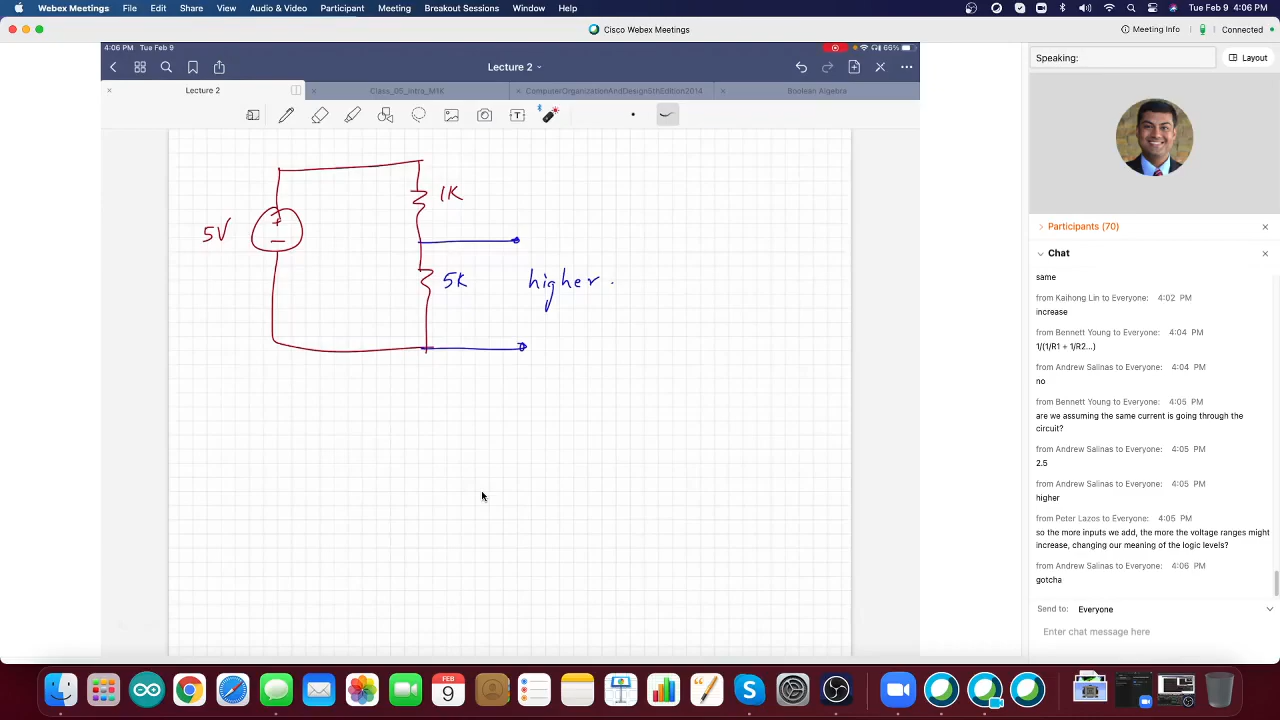 Webex Meetings File Edit Share View Audio & Video Participant Meeting Breakout Sessions Window Help Tue Feb 9 4:06 PM
Cisco Webex Meetings
Meeting Info Connected
4:06 PM Tue Feb 9
66%
Lecture 2
Lecture 2
Class_05_intra_M1K
ComputerOrganizationAndDesign5thEdition2014
Boolean Algebra
1K
5V
5K
higher.
Speaking:
Layout
Participants (70)
Chat
same
from Kaihong Lin to Everyone: 4:02 PM
increase
from Bennett Young to Everyone: 4:04 PM
1/(1/R1 + 1/R2...)
from Andrew Salinas to Everyone: 4:04 PM
no
from Bennett Young to Everyone: 4:05 PM
are we assuming the same current is going through the
circuit?
from Andrew Salinas to Everyone: 4:05 PM
2.5
from Andrew Salinas to Everyone: 4:05 PM
higher
from Peter Lazos to Everyone: 4:05 PM
so the more inputs we add, the more the voltage ranges might
increase, changing our meaning of the logic levels?
from Andrew Salinas to Everyone: 4:06 PM
gotcha
Send to: Everyone
Enter chat message here
FEB
9